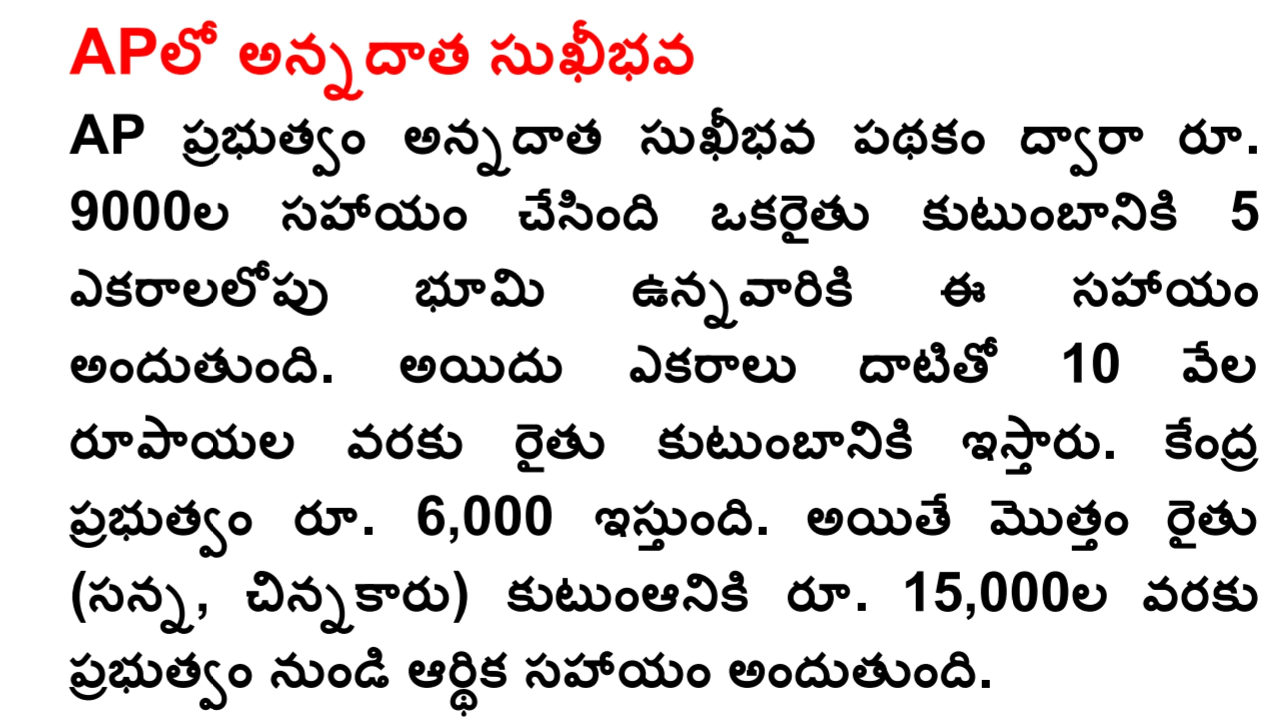 APలో అన్నదాత సుఖీభవ
AP ప్రభుత్వం అన్నదాత సుఖీభవ పథకం ద్వారా రూ.
9000ల సహాయం చేసింది ఒకరైతు కుటుంబానికి 5
ఎకరాలలోపు భూమి ఉన్నవారికి ఈ సహాయం
అందుతుంది. అయిదు ఎకరాలు దాటితో 10 వేల
రూపాయల వరకు రైతు కుటుంబానికి ఇస్తారు. కేంద్ర
ప్రభుత్వం రూ. 6,000 ఇస్తుంది. అయితే మొత్తం రైతు
(సన్న, చిన్నకారు) కుటుంఆనికి రూ. 15,000ల వరకు
ప్రభుత్వం నుండి ఆర్థిక సహాయం అందుతుంది.